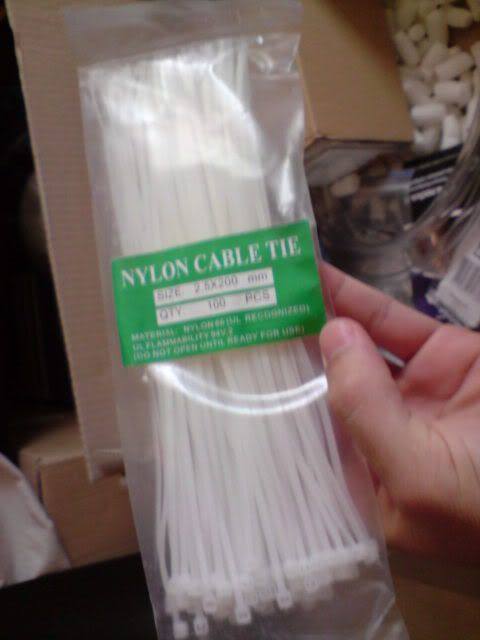 NYLON CABLE TIE
SIZE: 2.5X200 mm
QTY: 100 PCS
MATERIAL: NYLON 66 (UL RECOGNIZED)
UL FLAMMABILITY 94V-2
(DO NOT OPEN UNTIL READY FOR USE)